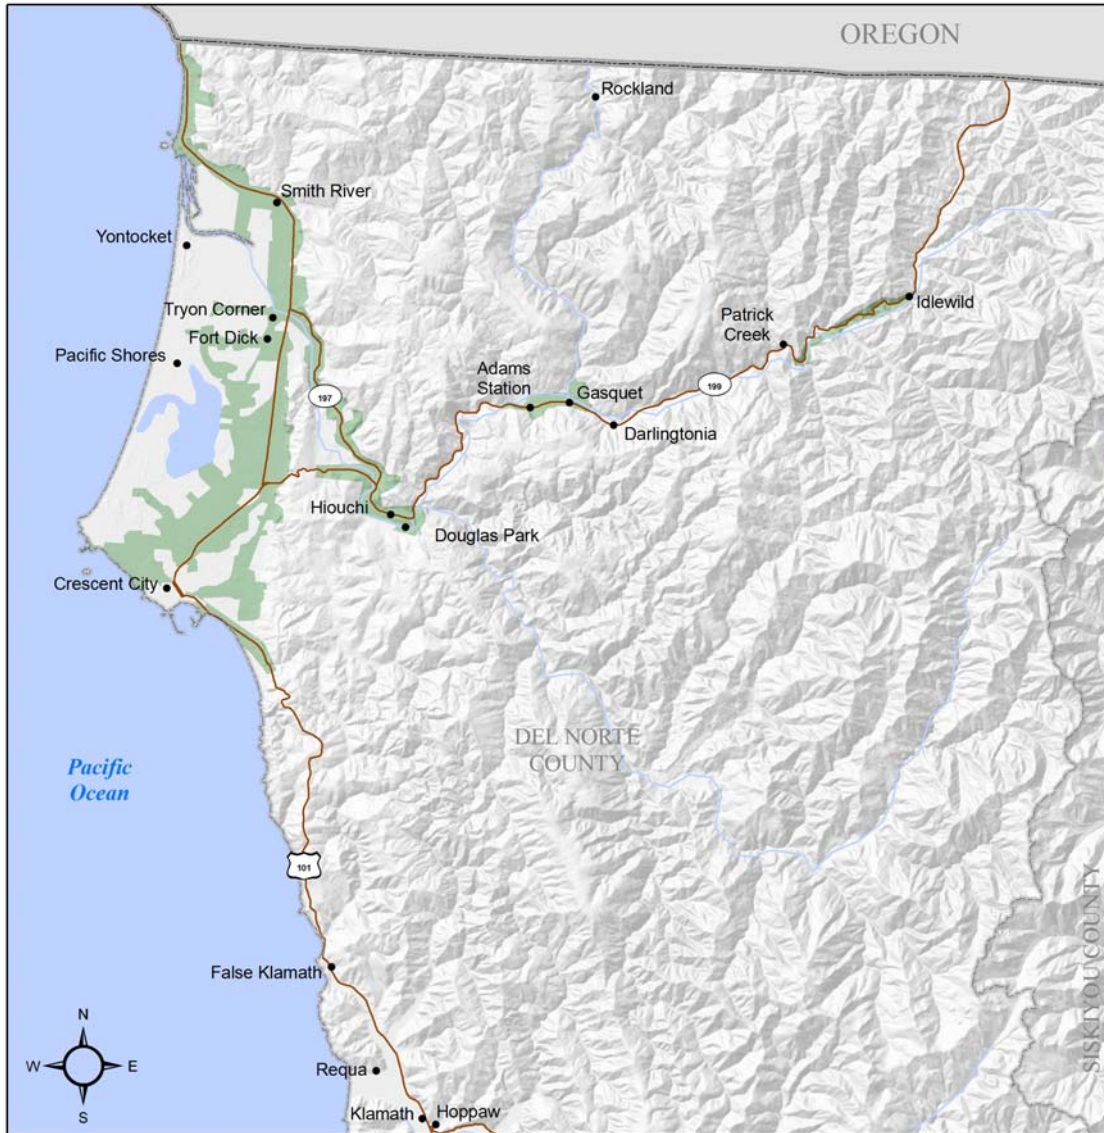 OREGON
Rockland
Smith River
Yontocket
Tryon Corner
Fort Dick
Pacific Shores
197
Idlewild
Patrick
Creek
199
Adams
Station
Gasquet
Darlingtonia
Hiouchi
Douglas Park
Crescent City
DEL NORTE
COUNTY
Pacific
Ocean
101
SISKIYOU COUNTY
False Klamath
N
W
E
S
Requa
Klamath
Hoppaw